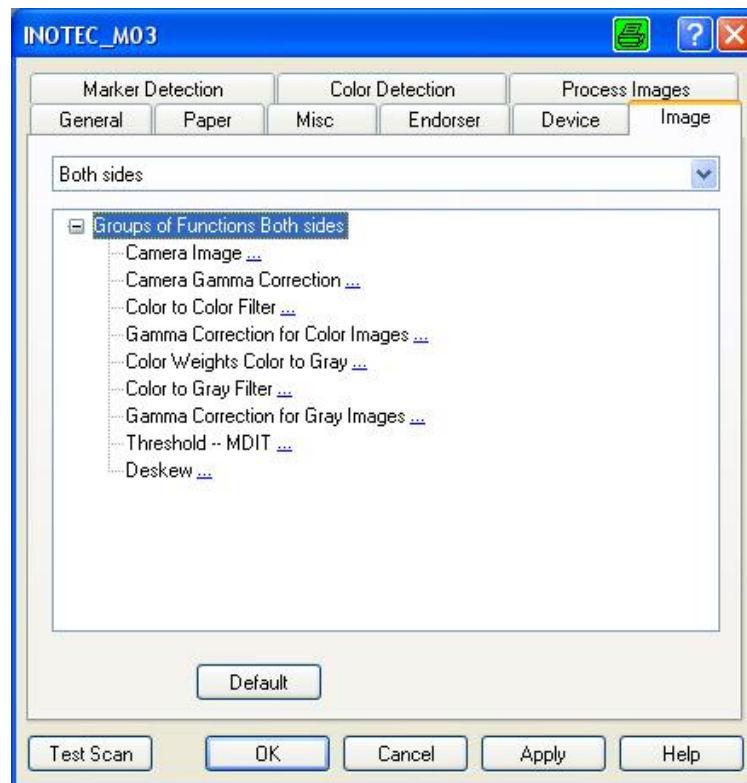 INOTEC_M03
Marker Detection Color Detection Process Images
General Paper Misc Endorser Device Image
Both sides
Groups of Functions Both sides
Camera Image ...
Camera Gamma Correction ...
Color to Color Filter ...
Gamma Correction for Color Images ...
Color Weights Color to Gray ...
Color to Gray Filter ...
Gamma Correction for Gray Images ...
Threshold -- MDIT ...
Deskew ...
Default
Test Scan OK Cancel Apply Help